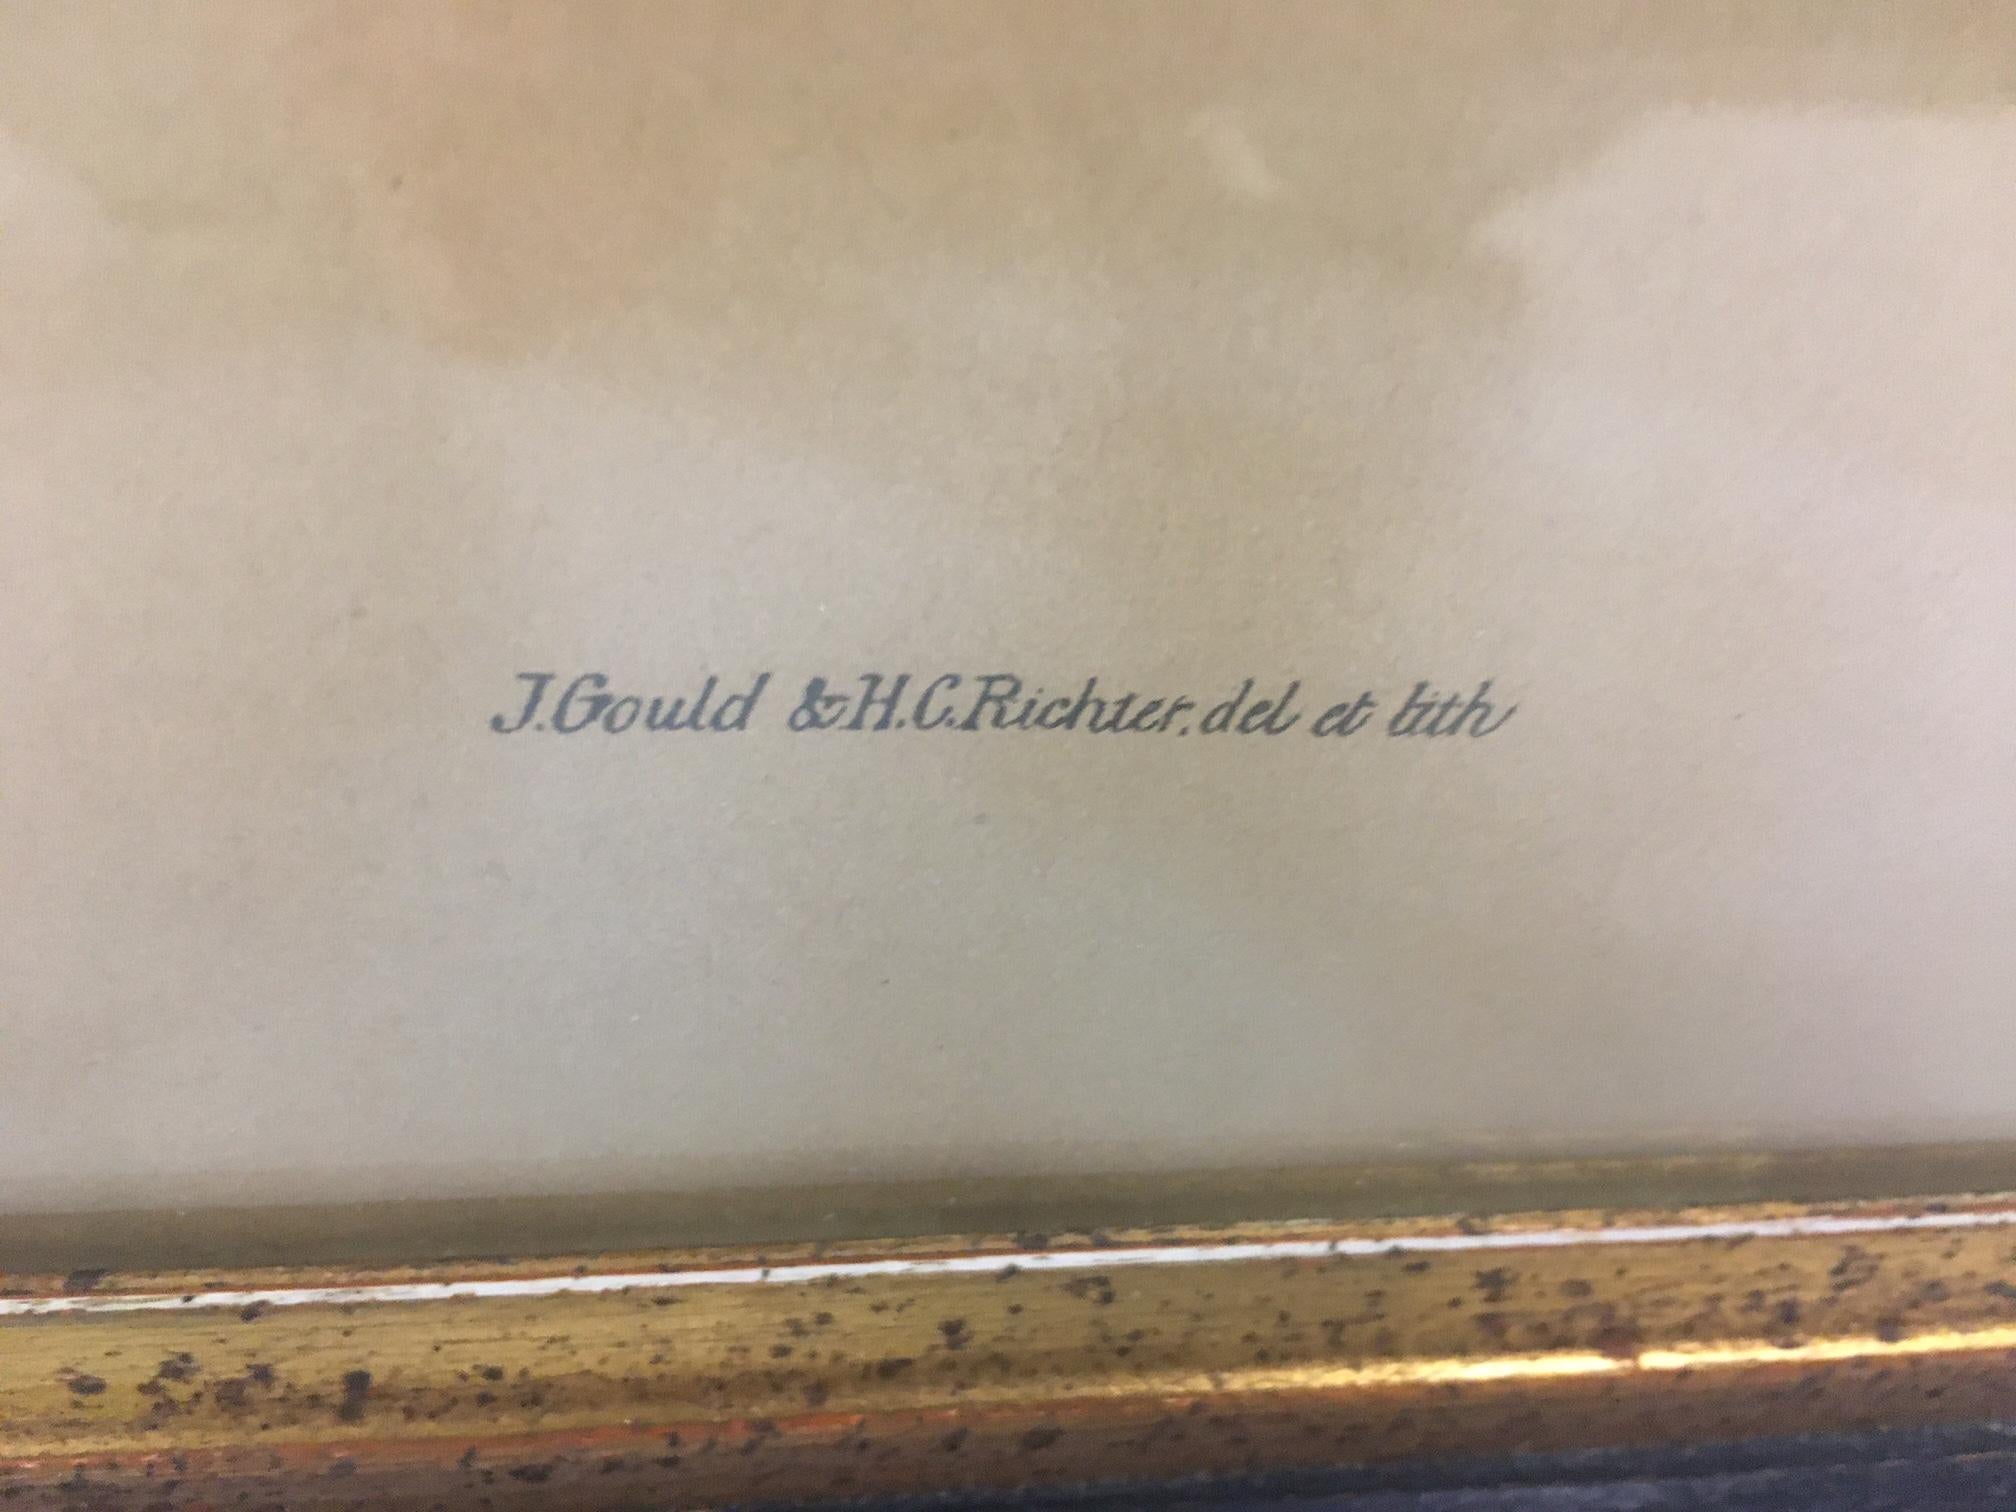 J. Gould & H.C. Richter, del et lith